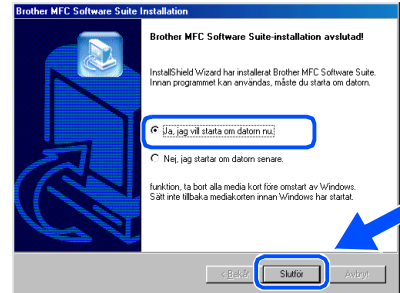 Brother MFC Software Suite Installation
Brother MFC Software Suite-installation avslutad!
InstallShield Wizard har installerat Brother MFC Software Suite.
Innan programmet kan användas, måste du starta om datorn.
Ja, jag vill starta om datorn nu.
Nej, jag startar om datorn senare.
funktion, ta bort alla media kort före omstart av Windows.
Sätt inte tillbaka mediakorten innan Windows har startat.
< Bakåt
Slutför
Avbryt